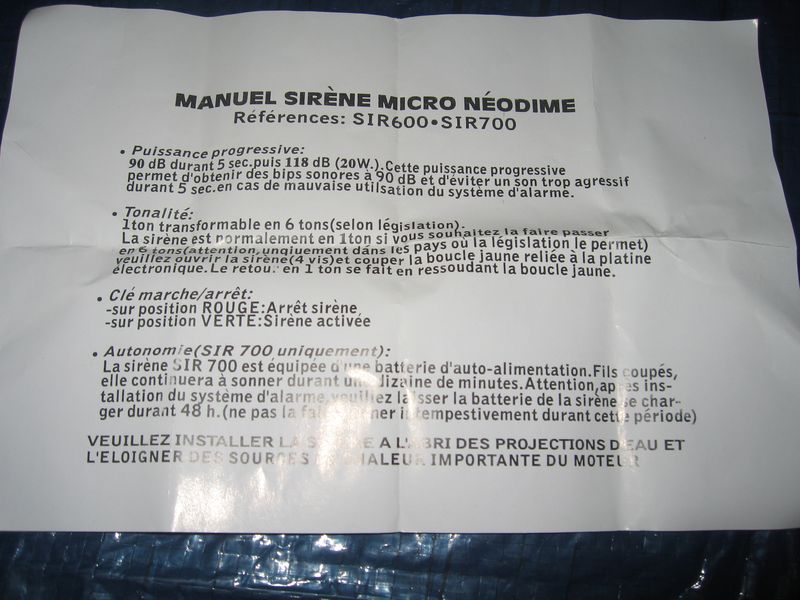 MANUEL SIRÈNE MICRO NÉODIME
Références: SIR600•SIR700
• Puissance progressive:
90 dB durant 5 sec.puis 118 dB (20W.).Cette puissance progressive
permet d'obtenir des bips sonores à 90 dB et d'éviter un son trop agressif
durant 5 sec.en cas de mauvaise utilsation du système d'alarme.
• Tonalité:
1ton transformable en 6 tons(selon législation).
La sirène est normalement en 1ton si vous souhaitez la faire passer
en 6 tons(attention,unqiuement dans les pays où la législation le permet)
veuillez ouvrir la sirène(4 vis)et couper la boucle jaune reliée à la platine
électronique.Le retour en 1 ton se fait en ressoudant la boucle jaune.
• Clé marche/arrêt:
-sur position ROUGE:Arrêt sirène
-sur position VERTE:Sirène activée
• Autonomie(SIR 700 uniquement):
La sirène SIR 700 est équipée d'une batterie d'auto-alimentation.Fils coupés,
elle continuera à sonner durant une dizaine de minutes.Attention,après ins-
tallation du système d'alarme,veuillez laisser la batterie de la sirène se char-
ger durant 48 h.(ne pas la faire sonner intempestivement durant cette période)
VEUILLEZ INSTALLER LA SIRÈNE A L'ABRI DES PROJECTIONS D'EAU ET
L'ELOIGNER DES SOURCES DE CHALEUR IMPORTANTE DU MOTEUR